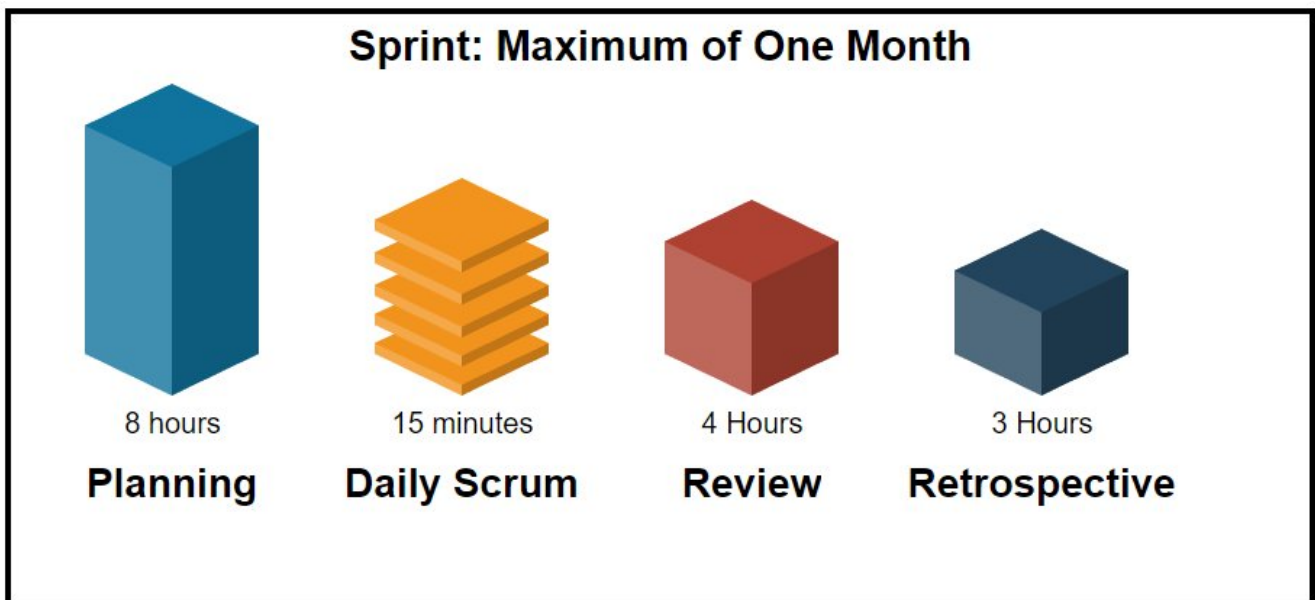 Sprint: Maximum of One Month
8 hours
15 minutes
4 Hours
3 Hours
Planning
Daily Scrum
Review
Retrospective